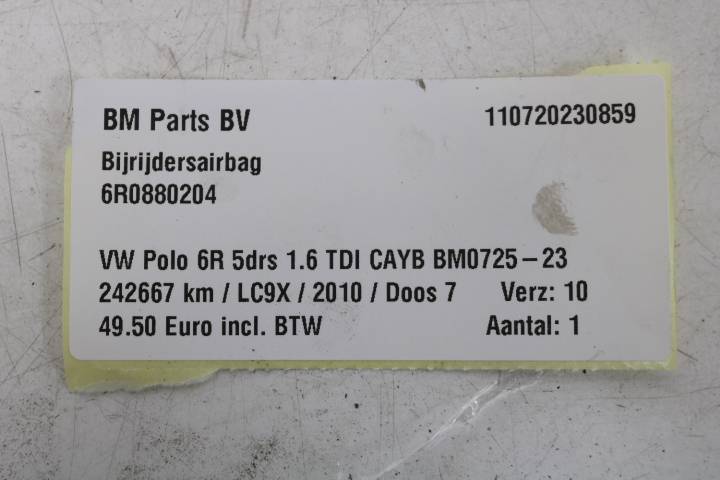 BM Parts BV 110720230859
Bijrijdersairbag
6R0880204
VW Polo 6R 5drs 1.6 TDI CAYB BM0725-23
242667 km / LC9X / 2010 / Doos 7 Verz: 10
49.50 Euro incl. BTW Aantal: 1